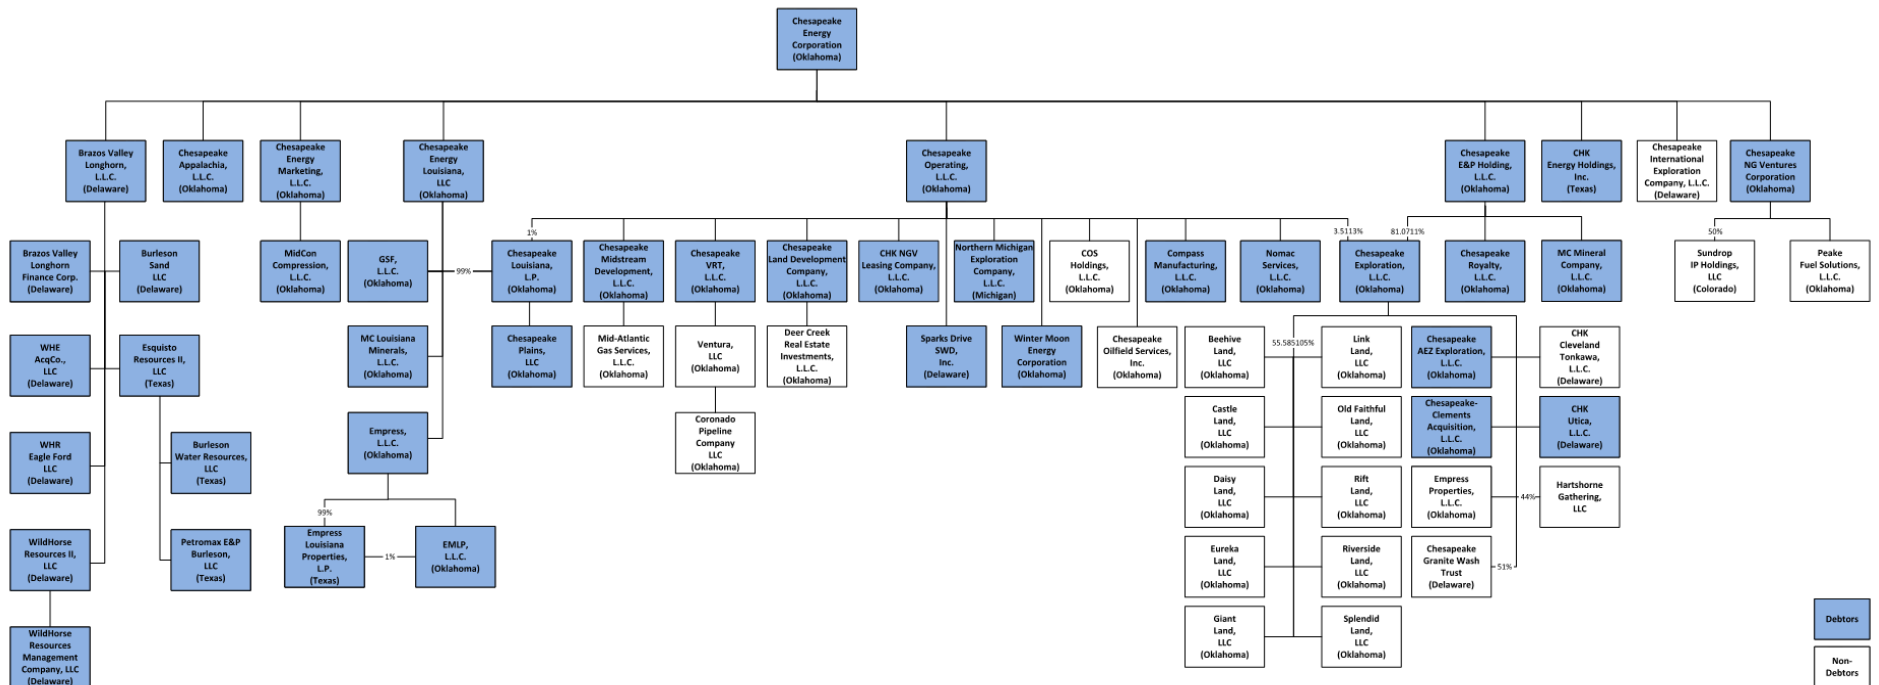 Chesapeake
Energy
Corporation
(Oklahoma)
Brazos Valley
Longhorn,
L.L.C.
(Delaware)
Chesapeake
Appalachia,
L.L.C.
(Oklahoma)
Chesapeake
Energy
Marketing,
L.L.C.
(Oklahoma)
Chesapeake
Energy
Louisiana,
LLC
(Oklahoma)
Chesapeake
Operating,
L.L.C.
(Oklahoma)
Chesapeake
E&P Holding,
L.L.C.
(Oklahoma)
CHK
Energy Holdings,
Inc.
(Texas)
Chesapeake
International
Exploration
Company, L.L.C.
(Delaware)
Chesapeake
NG Ventures
Corporation
(Oklahoma)
1%
3.5113%
81.0711%
50%
Brazos Valley
Longhorn
Finance Corp.
(Delaware)
Burleson
Sand
LLC
(Delaware)
MidCon
Compression,
L.L.C.
(Oklahoma)
GSF,
L.L.C.
(Oklahoma)
99%
Chesapeake
Louisiana,
L.P.
(Oklahoma)
Chesapeake
Midstream
Development,
L.L.C.
(Oklahoma)
Chesapeake
VRT, L.L.C.
(Oklahoma)
Chesapeake
Land Development
Company,
L.L.C.
(Oklahoma)
CHK NGV
Leasing Company,
L.L.C.
(Oklahoma)
Northern Michigan
Exploration
Company,
L.L.C.
(Michigan)
COS
Holdings,
L.L.C.
(Oklahoma)
Compass
Manufacturing,
L.L.C.
(Oklahoma)
Nomac
Services,
L.L.C.
(Oklahoma)
Chesapeake
Exploration,
L.L.C.
(Oklahoma)
Chesapeake
Royalty,
L.L.C.
(Oklahoma)
MC Mineral
Company,
L.L.C.
(Oklahoma)
Sundrop
IP Holdings,
LLC
(Colorado)
Peake
Fuel Solutions,
L.L.C.
(Oklahoma)
WHE
AcqCo.,
LLC
(Delaware)
Esquisto
Resources II,
LLC
(Texas)
MC Louisiana
Minerals,
L.L.C.
(Oklahoma)
Chesapeake
Plains,
LLC
(Oklahoma)
Mid-Atlantic
Gas Services,
L.L.C.
(Oklahoma)
Ventura,
LLC
(Oklahoma)
Deer Creek
Real Estate
Investments,
L.L.C.
(Oklahoma)
Sparks Drive
SWD,
Inc.
(Delaware)
Winter Moon
Energy
Corporation
(Oklahoma)
Chesapeake
Oilfield Services,
Inc.
(Oklahoma)
Beehive
Land,
LLC
(Oklahoma)
55.585105%
Link
Land,
LLC
(Oklahoma)
Chesapeake
AEZ Exploration,
L.L.C.
(Oklahoma)
CHK
Cleveland
Tonkawa,
L.L.C.
(Delaware)
WHR
Eagle Ford
LLC
(Delaware)
Burleson
Water Resources,
LLC
(Texas)
Empress,
L.L.C.
(Oklahoma)
Coronado
Pipeline
Company
LLC
(Oklahoma)
Castle
Land,
LLC
(Oklahoma)
Old Faithful
Land,
LLC
(Oklahoma)
Chesapeake-
Clements
Acquisition,
L.L.C.
(Oklahoma)
CHK
Utica,
L.L.C.
(Delaware)
Daisy
Land,
LLC
(Oklahoma)
Rift
Land,
LLC
(Oklahoma)
Empress
Properties,
L.L.C.
(Oklahoma)
44%
Hartshorne
Gathering,
LLC
WildHorse
Resources II,
LLC
(Delaware)
Petromax E&P
Burleson,
LLC
(Texas)
99%
Empress
Louisiana
Properties,
L.P.
(Texas)
1%
EMLP,
L.L.C.
(Oklahoma)
Eureka
Land,
LLC
(Oklahoma)
Riverside
Land,
LLC
(Oklahoma)
Chesapeake
Granite Wash
Trust
(Delaware)
51%
WildHorse
Resources
Management
Company, LLC
(Delaware)
Giant
Land,
LLC
(Oklahoma)
Splendid
Land,
LLC
(Oklahoma)
Debtors
Non-
Debtors